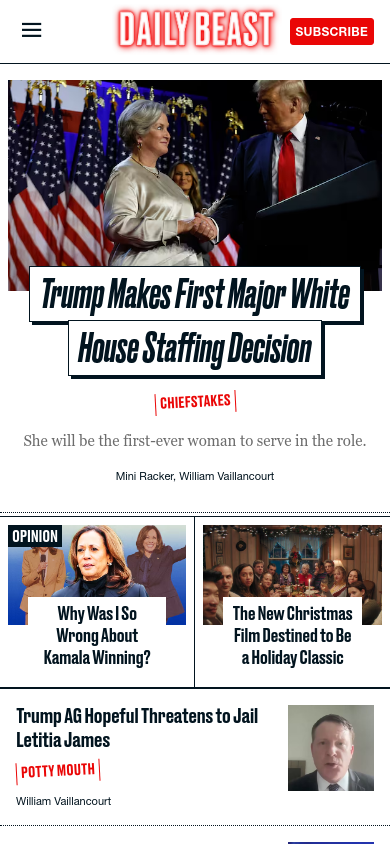 DAILY BEAST
SUBSCRIBE
Trump Makes First Major White
House Staffing Decision
CHIEFSTAKES
She will be the first-ever woman to serve in the role.
Mini Racker, William Vaillancourt
OPINION
Why Was I So
Wrong About
Kamala Winning?
The New Christmas
Film Destined to Be
a Holiday Classic
Trump AG Hopeful Threatens to Jail
Letitia James
POTTY MOUTH
William Vaillancourt